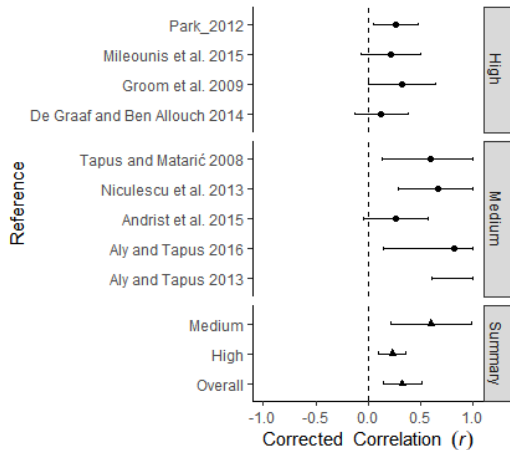 Park_2012
Mileounis et al. 2015
Groom et al. 2009
De Graaf and Ben Allouch 2014
High
Tapus and Matarić 2008
Niculescu et al. 2013
Andrist et al. 2015
Aly and Tapus 2016
Aly and Tapus 2013
Medium
Medium
High
Overall
Summary
Reference
-1.0 -0.5 0.0 0.5 1.0
Corrected Correlation (r)